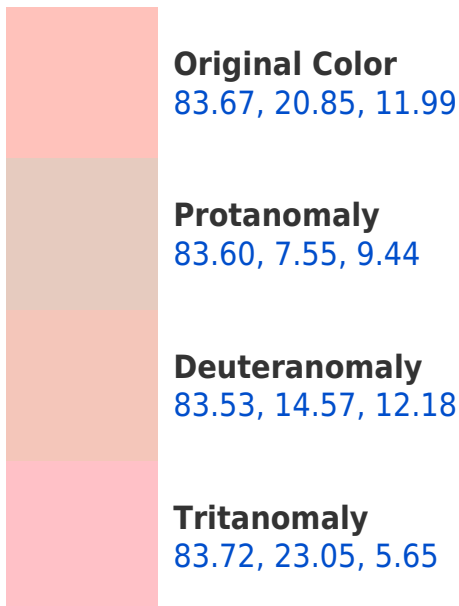 Original Color
83.67, 20.85, 11.99
Protanomaly
83.60, 7.55, 9.44
Deuteranomaly
83.53, 14.57, 12.18
Tritanomaly
83.72, 23.05, 5.65